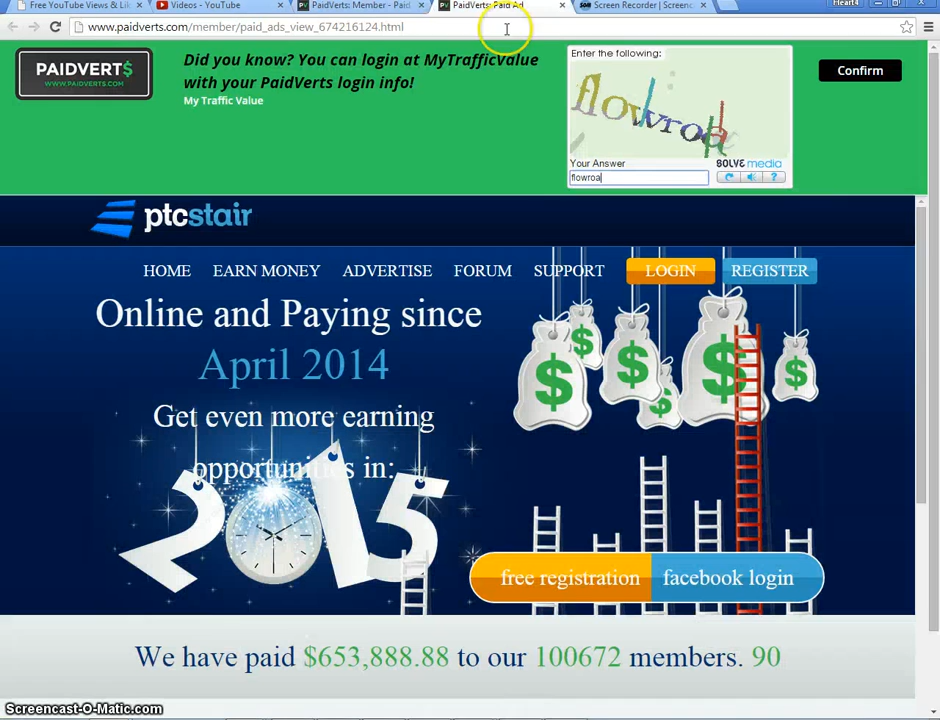 Free YouTube Views & Lik
Videos - YouTube
PaidVerts: Member - Paid
PaidVerts: Paid Ad
Screen Recorder | Screenc
Heart4
www.paidverts.com/member/paid_ads_view_674216124.html
PAIDVERT$
WWW.PAIDVERTS.COM
Did you know? You can login at MyTrafficValue
with your PaidVerts login info!
My Traffic Value
Enter the following:
Your Answer
SOLVE media
flowroa
Confirm
ptcstair
HOME EARN MONEY ADVERTISE FORUM SUPPORT LOGIN REGISTER
Online and Paying since
April 2014
Get even more earning
opportunities in:
2015
$ $ $ $ $ $
free registration facebook login
We have paid $653,888.88 to our 100672 members. 90
Screencast-O-Matic.com